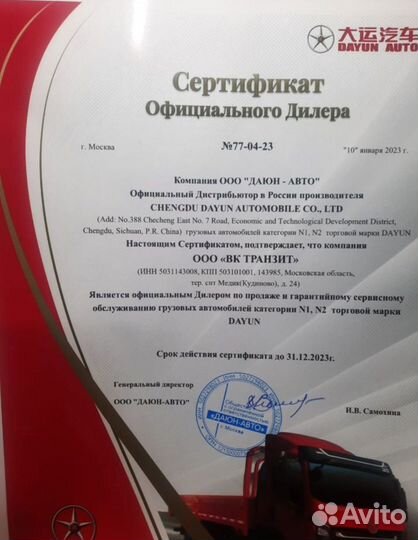 大运汽车
DAYUN AUTO
Сертификат
Официального Дилера
г. Москва
№77-04-23
"10" января 2023 г.
Компания ООО "ДАЮН - АВТО"
Официальный Дистрибьютор в России производителя
CHENGDU DAYUN AUTOMOBILE CO., LTD
(Add: No.388 Checheng East No. 7 Road, Economic and Technological Development District,
Chengdu, Sichuan, P.R. China) грузовых автомобилей категории N1, N2 торговой марки DAYUN
Настоящим Сертификатом, подтверждает, что компания
ООО «ВК ТРАНЗИТ»
(ИНН 5031143008, КПП 503101001, 143985, Московская область,
тер. снт Медик(Кудиново), д. 24)
Является официальным Дилером по продаже и гарантийному сервисному
обслуживанию грузовых автомобилей категории N1, N2 торговой марки
DAYUN
Срок действия сертификата до 31.12.2023г.
Генеральный директор
ООО «ДАЮН-АВТО»
Общество
с ограниченной
ответственностью
«ДАЮН-АВТО»
г. Москва
И.В. Самохина
Avito